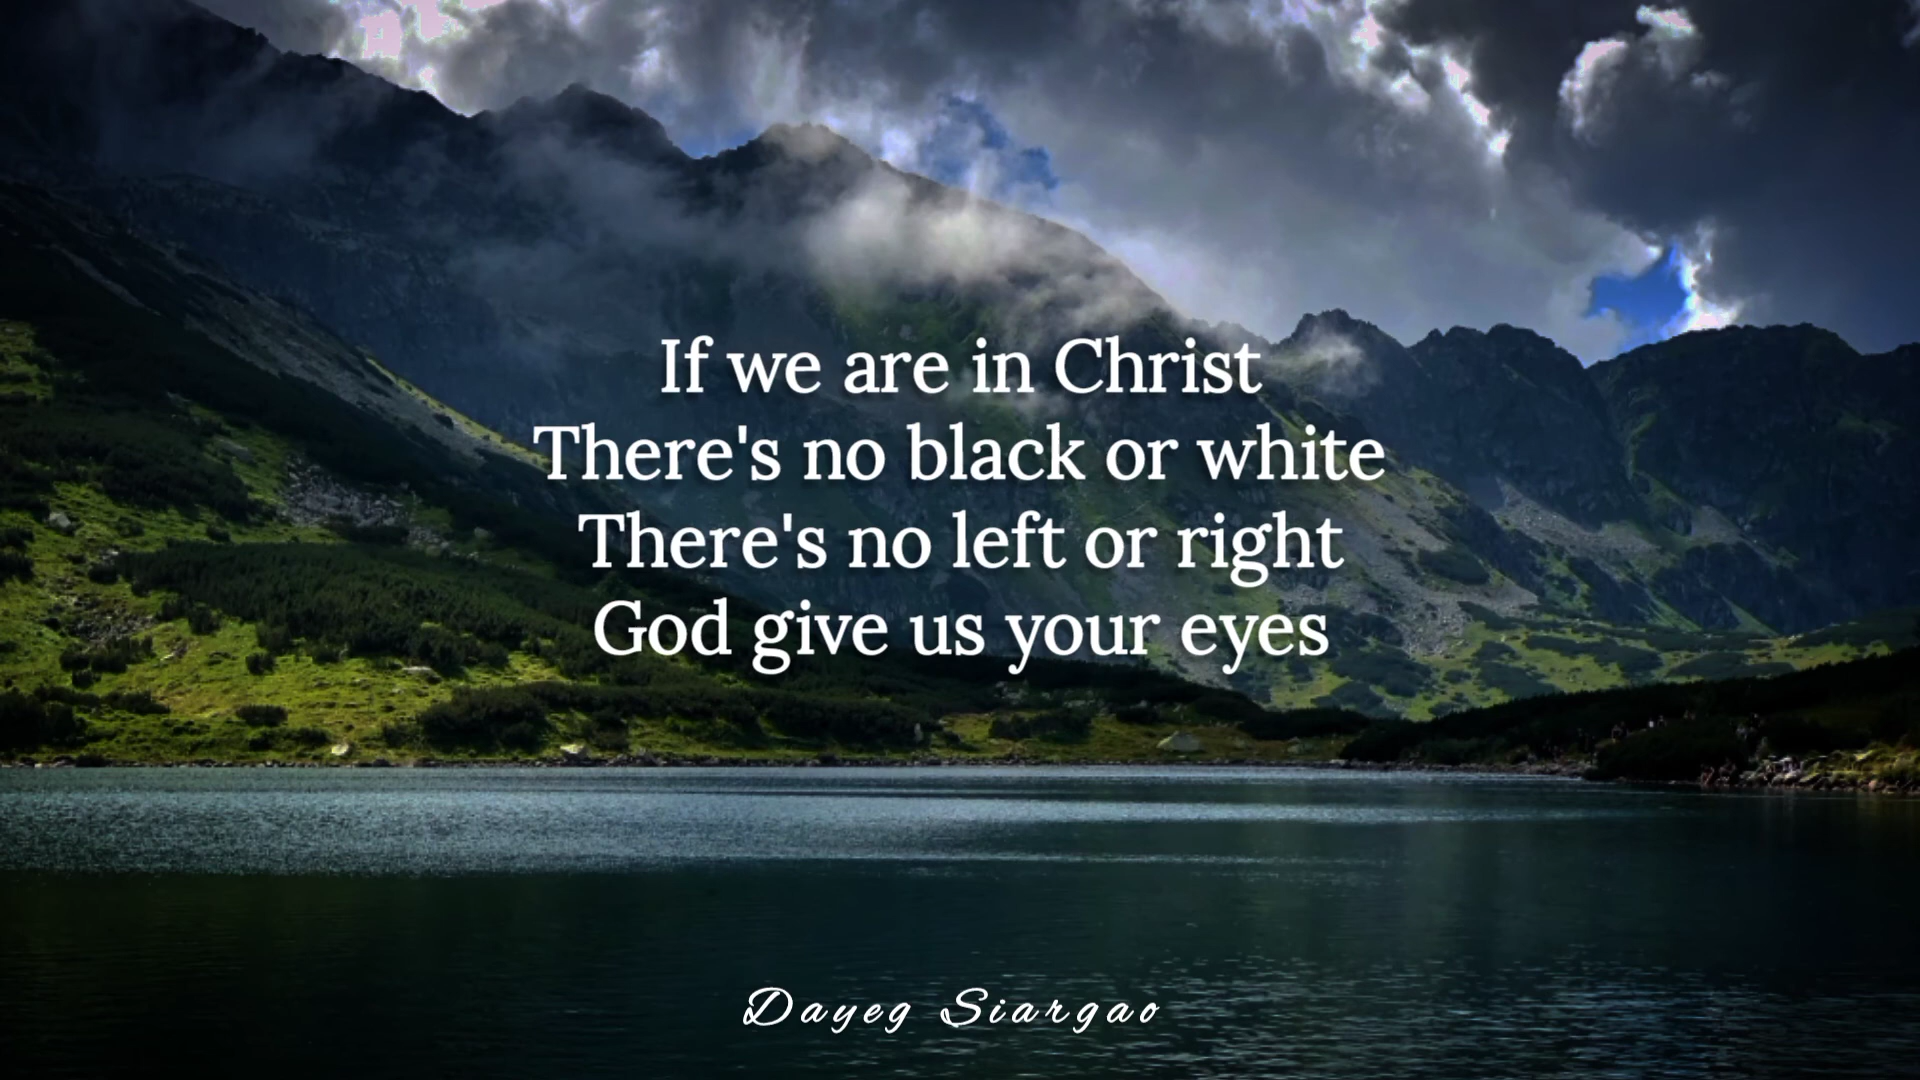 If we are in Christ
There's no black or white
There's no left or right
God give us your eyes
Dayeg Siargao